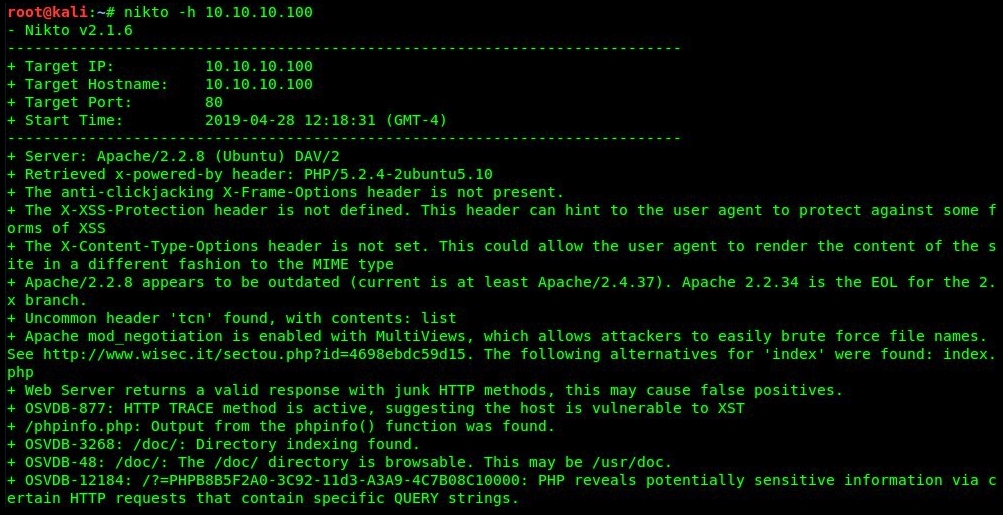 root@kali:~# nikto -h 10.10.10.100
- Nikto v2.1.6
---------------------------------------------------------------------------
+ Target IP:          10.10.10.100
+ Target Hostname:    10.10.10.100
+ Target Port:        80
+ Start Time:         2019-04-28 12:18:31 (GMT-4)
---------------------------------------------------------------------------
+ Server: Apache/2.2.8 (Ubuntu) DAV/2
+ Retrieved x-powered-by header: PHP/5.2.4-2ubuntu5.10
+ The anti-clickjacking X-Frame-Options header is not present.
+ The X-XSS-Protection header is not defined. This header can hint to the user agent to protect against some f
orms of XSS
+ The X-Content-Type-Options header is not set. This could allow the user agent to render the content of the s
ite in a different fashion to the MIME type
+ Apache/2.2.8 appears to be outdated (current is at least Apache/2.4.37). Apache 2.2.34 is the EOL for the 2.
x branch.
+ Uncommon header 'tcn' found, with contents: list
+ Apache mod_negotiation is enabled with MultiViews, which allows attackers to easily brute force file names.
See http://www.wisec.it/sectou.php?id=4698ebdc59d15. The following alternatives for 'index' were found: index.
php
+ Web Server returns a valid response with junk HTTP methods, this may cause false positives.
+ OSVDB-877: HTTP TRACE method is active, suggesting the host is vulnerable to XST
+ /phpinfo.php: Output from the phpinfo() function was found.
+ OSVDB-3268: /doc/: Directory indexing found.
+ OSVDB-48: /doc/: The /doc/ directory is browsable. This may be /usr/doc.
+ OSVDB-12184: /?=PHPB8B5F2A0-3C92-11d3-A3A9-4C7B08C10000: PHP reveals potentially sensitive information via c
ertain HTTP requests that contain specific QUERY strings.